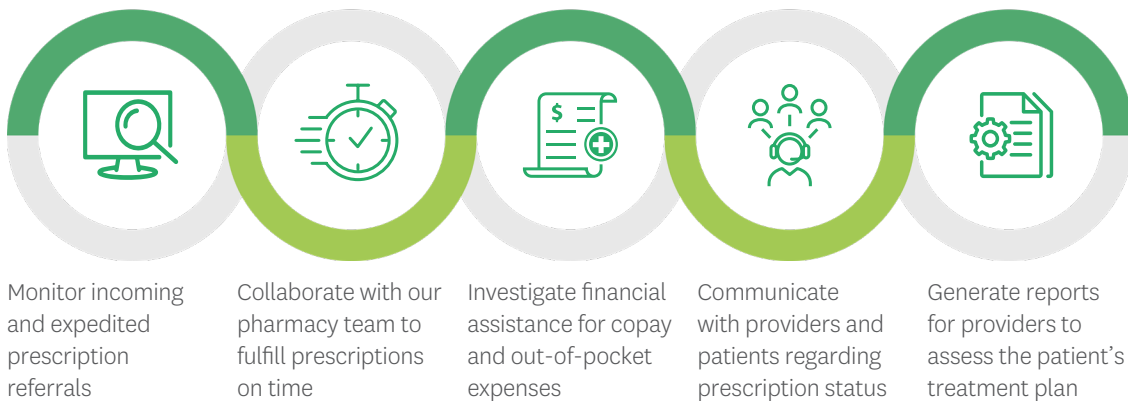 $
Monitor incoming
and expedited
prescription
referrals
Collaborate with our
pharmacy team to
fulfill prescriptions
on time
Investigate financial
assistance for copay
and out-of-pocket
expenses
Communicate
with providers and
patients regarding
prescription status
Generate reports
for providers to
assess the patient’s
treatment plan